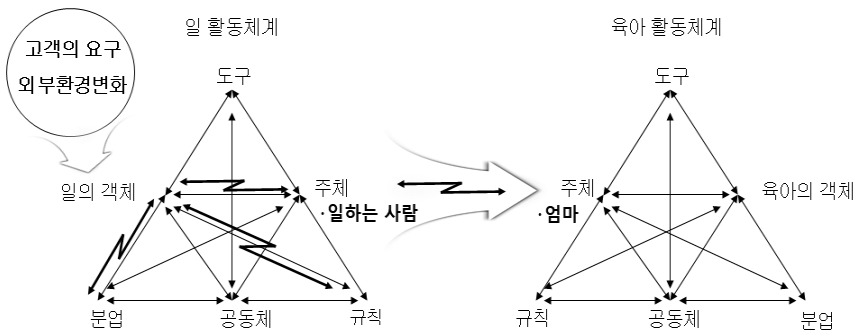 고객의 요구
외부환경변화
일 활동체계
도구
일의 객체
주체
·일하는 사람
분업
공동체
규칙
육아 활동체계
도구
주체
·엄마
육아의 객체
규칙
공동체
분업